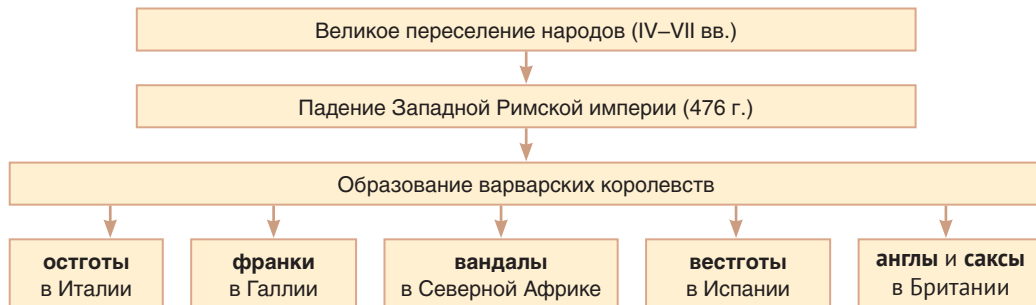 Великое переселение народов (IV–VII вв.)
Падение Западной Римской империи (476 г.)
Образование варварских королевств
остготы
в Италии
франки
в Галлии
вандалы
в Северной Африке
вестготы
в Испании
англы и саксы
в Британии